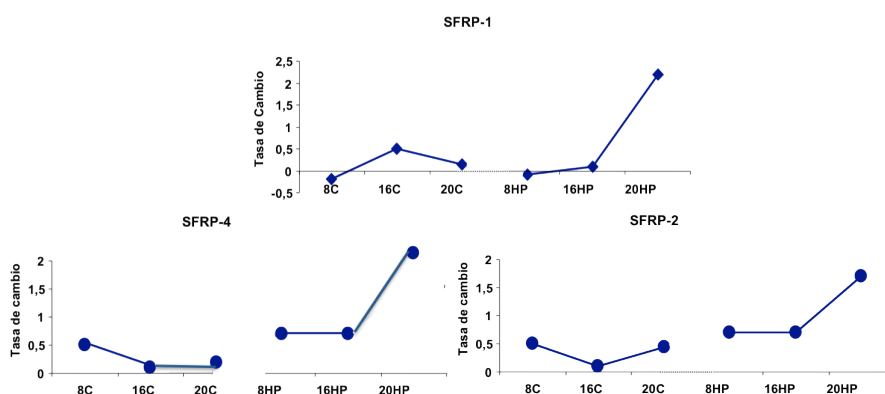 SFRP-1
Tasa de Cambio
2,5
2
1,5
1
0,5
0
-0,5
8C 16C 20C 8HP 16HP 20HP
SFRP-4
Tasa de cambio
2
1,5
1
0,5
0
8C 16C 20C 8HP 16HP 20HP
SFRP-2
Tasa de cambio
2
1,5
1
0,5
0
8C 16C 20C 8HP 16HP 20HP